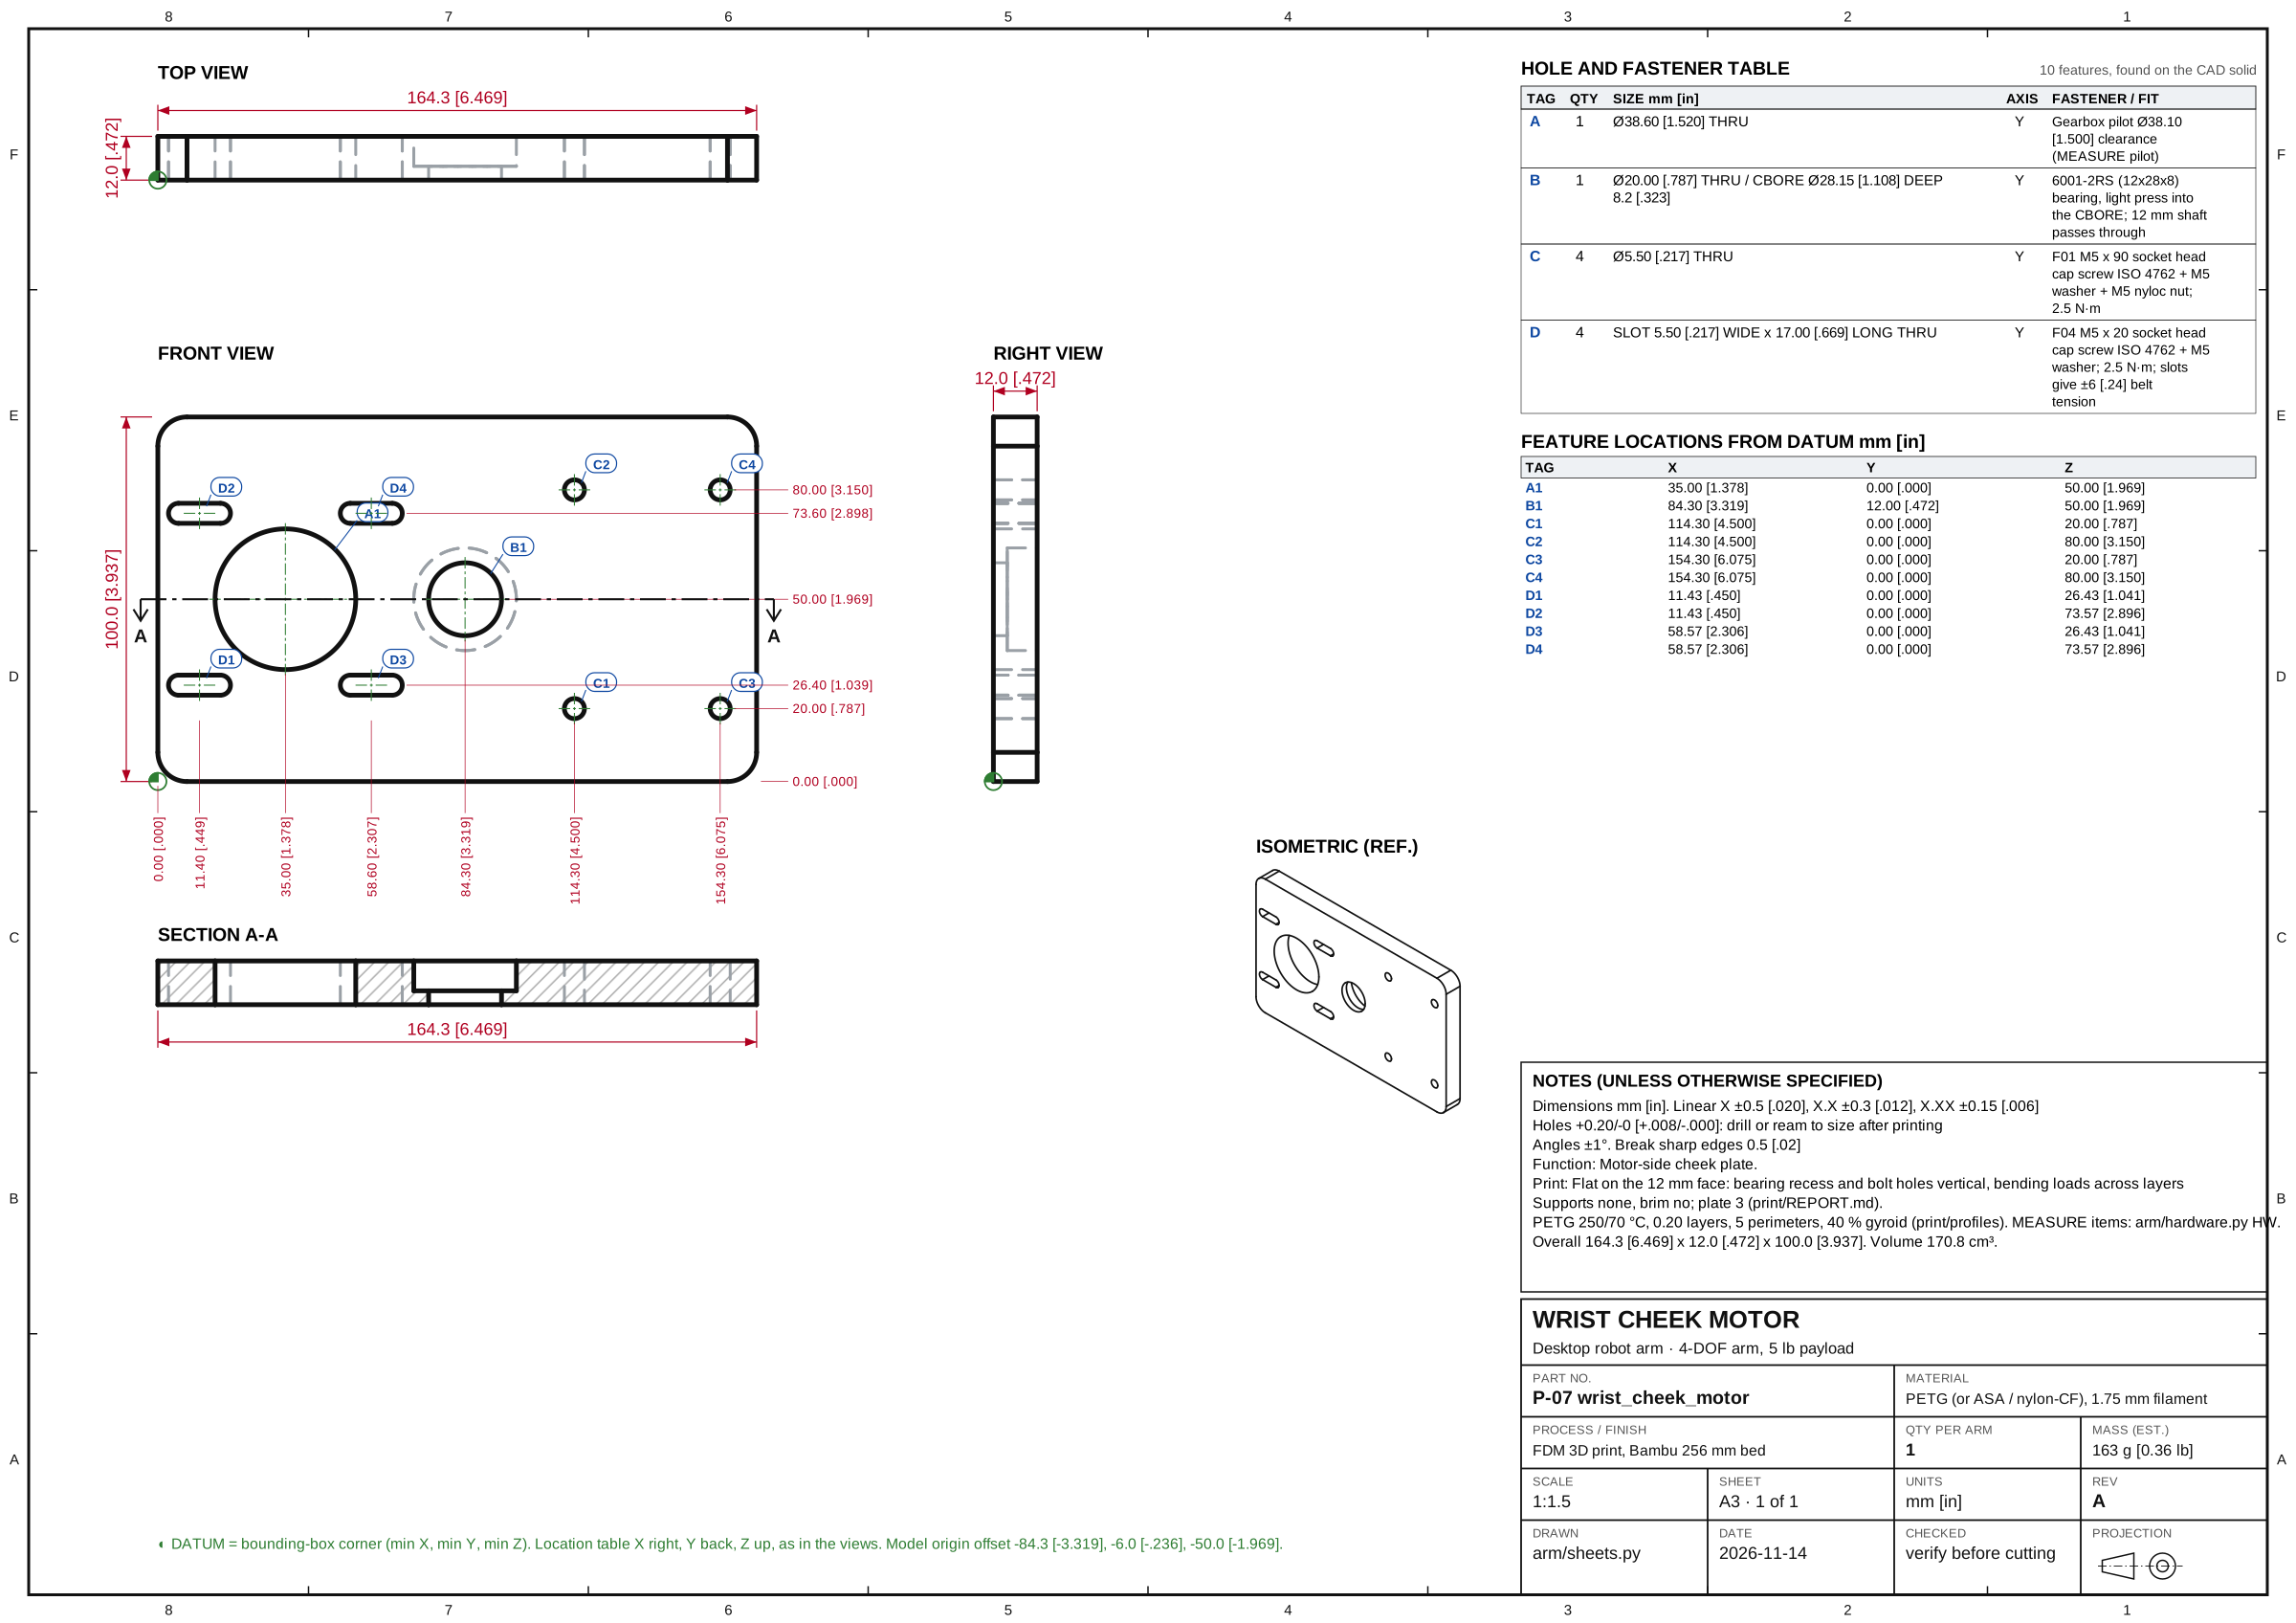 8 7 6 5 4 3 2 1
F
E
D
C
B
A
TOP VIEW
164.3 [6.469]
12.0 [.472]
FRONT VIEW
RIGHT VIEW
12.0 [.472]
100.0 [3.937]
D2
D4
A1
C2
C4
B1
D1
D3
C1
C3
A
A
80.00 [3.150]
73.60 [2.898]
50.00 [1.969]
26.40 [1.039]
20.00 [.787]
0.00 [.000]
0.00 [.000]
11.40 [.449]
35.00 [1.378]
58.60 [2.307]
84.30 [3.319]
114.30 [4.500]
154.30 [6.075]
SECTION A-A
164.3 [6.469]
ISOMETRIC (REF.)
HOLE AND FASTENER TABLE
10 features, found on the CAD solid
TAG QTY SIZE mm [in] AXIS FASTENER / FIT
A 1 Ø38.60 [1.520] THRU Y Gearbox pilot Ø38.10
[1.500] clearance
(MEASURE pilot)
B 1 Ø20.00 [.787] THRU / CBORE Ø28.15 [1.108] DEEP Y 6001-2RS (12x28x8)
8.2 [.323] bearing, light press into
the CBORE; 12 mm shaft
passes through
C 4 Ø5.50 [.217] THRU Y F01 M5 x 90 socket head
cap screw ISO 4762 + M5
washer + M5 nyloc nut;
2.5 N·m
D 4 SLOT 5.50 [.217] WIDE x 17.00 [.669] LONG THRU Y F04 M5 x 20 socket head
cap screw ISO 4762 + M5
washer; 2.5 N·m; slots
give ±6 [.24] belt
tension
FEATURE LOCATIONS FROM DATUM mm [in]
TAG X Y Z
A1 35.00 [1.378] 0.00 [.000] 50.00 [1.969]
B1 84.30 [3.319] 12.00 [.472] 50.00 [1.969]
C1 114.30 [4.500] 0.00 [.000] 20.00 [.787]
C2 114.30 [4.500] 0.00 [.000] 80.00 [3.150]
C3 154.30 [6.075] 0.00 [.000] 20.00 [.787]
C4 154.30 [6.075] 0.00 [.000] 80.00 [3.150]
D1 11.43 [.450] 0.00 [.000] 26.43 [1.041]
D2 11.43 [.450] 0.00 [.000] 73.57 [2.896]
D3 58.57 [2.306] 0.00 [.000] 26.43 [1.041]
D4 58.57 [2.306] 0.00 [.000] 73.57 [2.896]
NOTES (UNLESS OTHERWISE SPECIFIED)
Dimensions mm [in]. Linear X ±0.5 [.020], X.X ±0.3 [.012], X.XX ±0.15 [.006]
Holes +0.20/-0 [+.008/-.000]: drill or ream to size after printing
Angles ±1°. Break sharp edges 0.5 [.02]
Function: Motor-side cheek plate.
Print: Flat on the 12 mm face: bearing recess and bolt holes vertical, bending loads across layers
Supports none, brim no; plate 3 (print/REPORT.md).
PETG 250/70 °C, 0.20 layers, 5 perimeters, 40 % gyroid (print/profiles). MEASURE items: arm/hardware.py HW.
Overall 164.3 [6.469] x 12.0 [.472] x 100.0 [3.937]. Volume 170.8 cm³.
WRIST CHEEK MOTOR
Desktop robot arm · 4-DOF arm, 5 lb payload
PART NO.
P-07 wrist_cheek_motor
MATERIAL
PETG (or ASA / nylon-CF), 1.75 mm filament
PROCESS / FINISH
FDM 3D print, Bambu 256 mm bed
QTY PER ARM
1
MASS (EST.)
163 g [0.36 lb]
SCALE
1:1.5
SHEET
A3 · 1 of 1
UNITS
mm [in]
REV
A
DRAWN
arm/sheets.py
DATE
2026-11-14
CHECKED
verify before cutting
PROJECTION
DATUM = bounding-box corner (min X, min Y, min Z). Location table X right, Y back, Z up, as in the views. Model origin offset -84.3 [-3.319], -6.0 [-.236], -50.0 [-1.969].
F
E
D
C
B
A
8 7 6 5 4 3 2 1